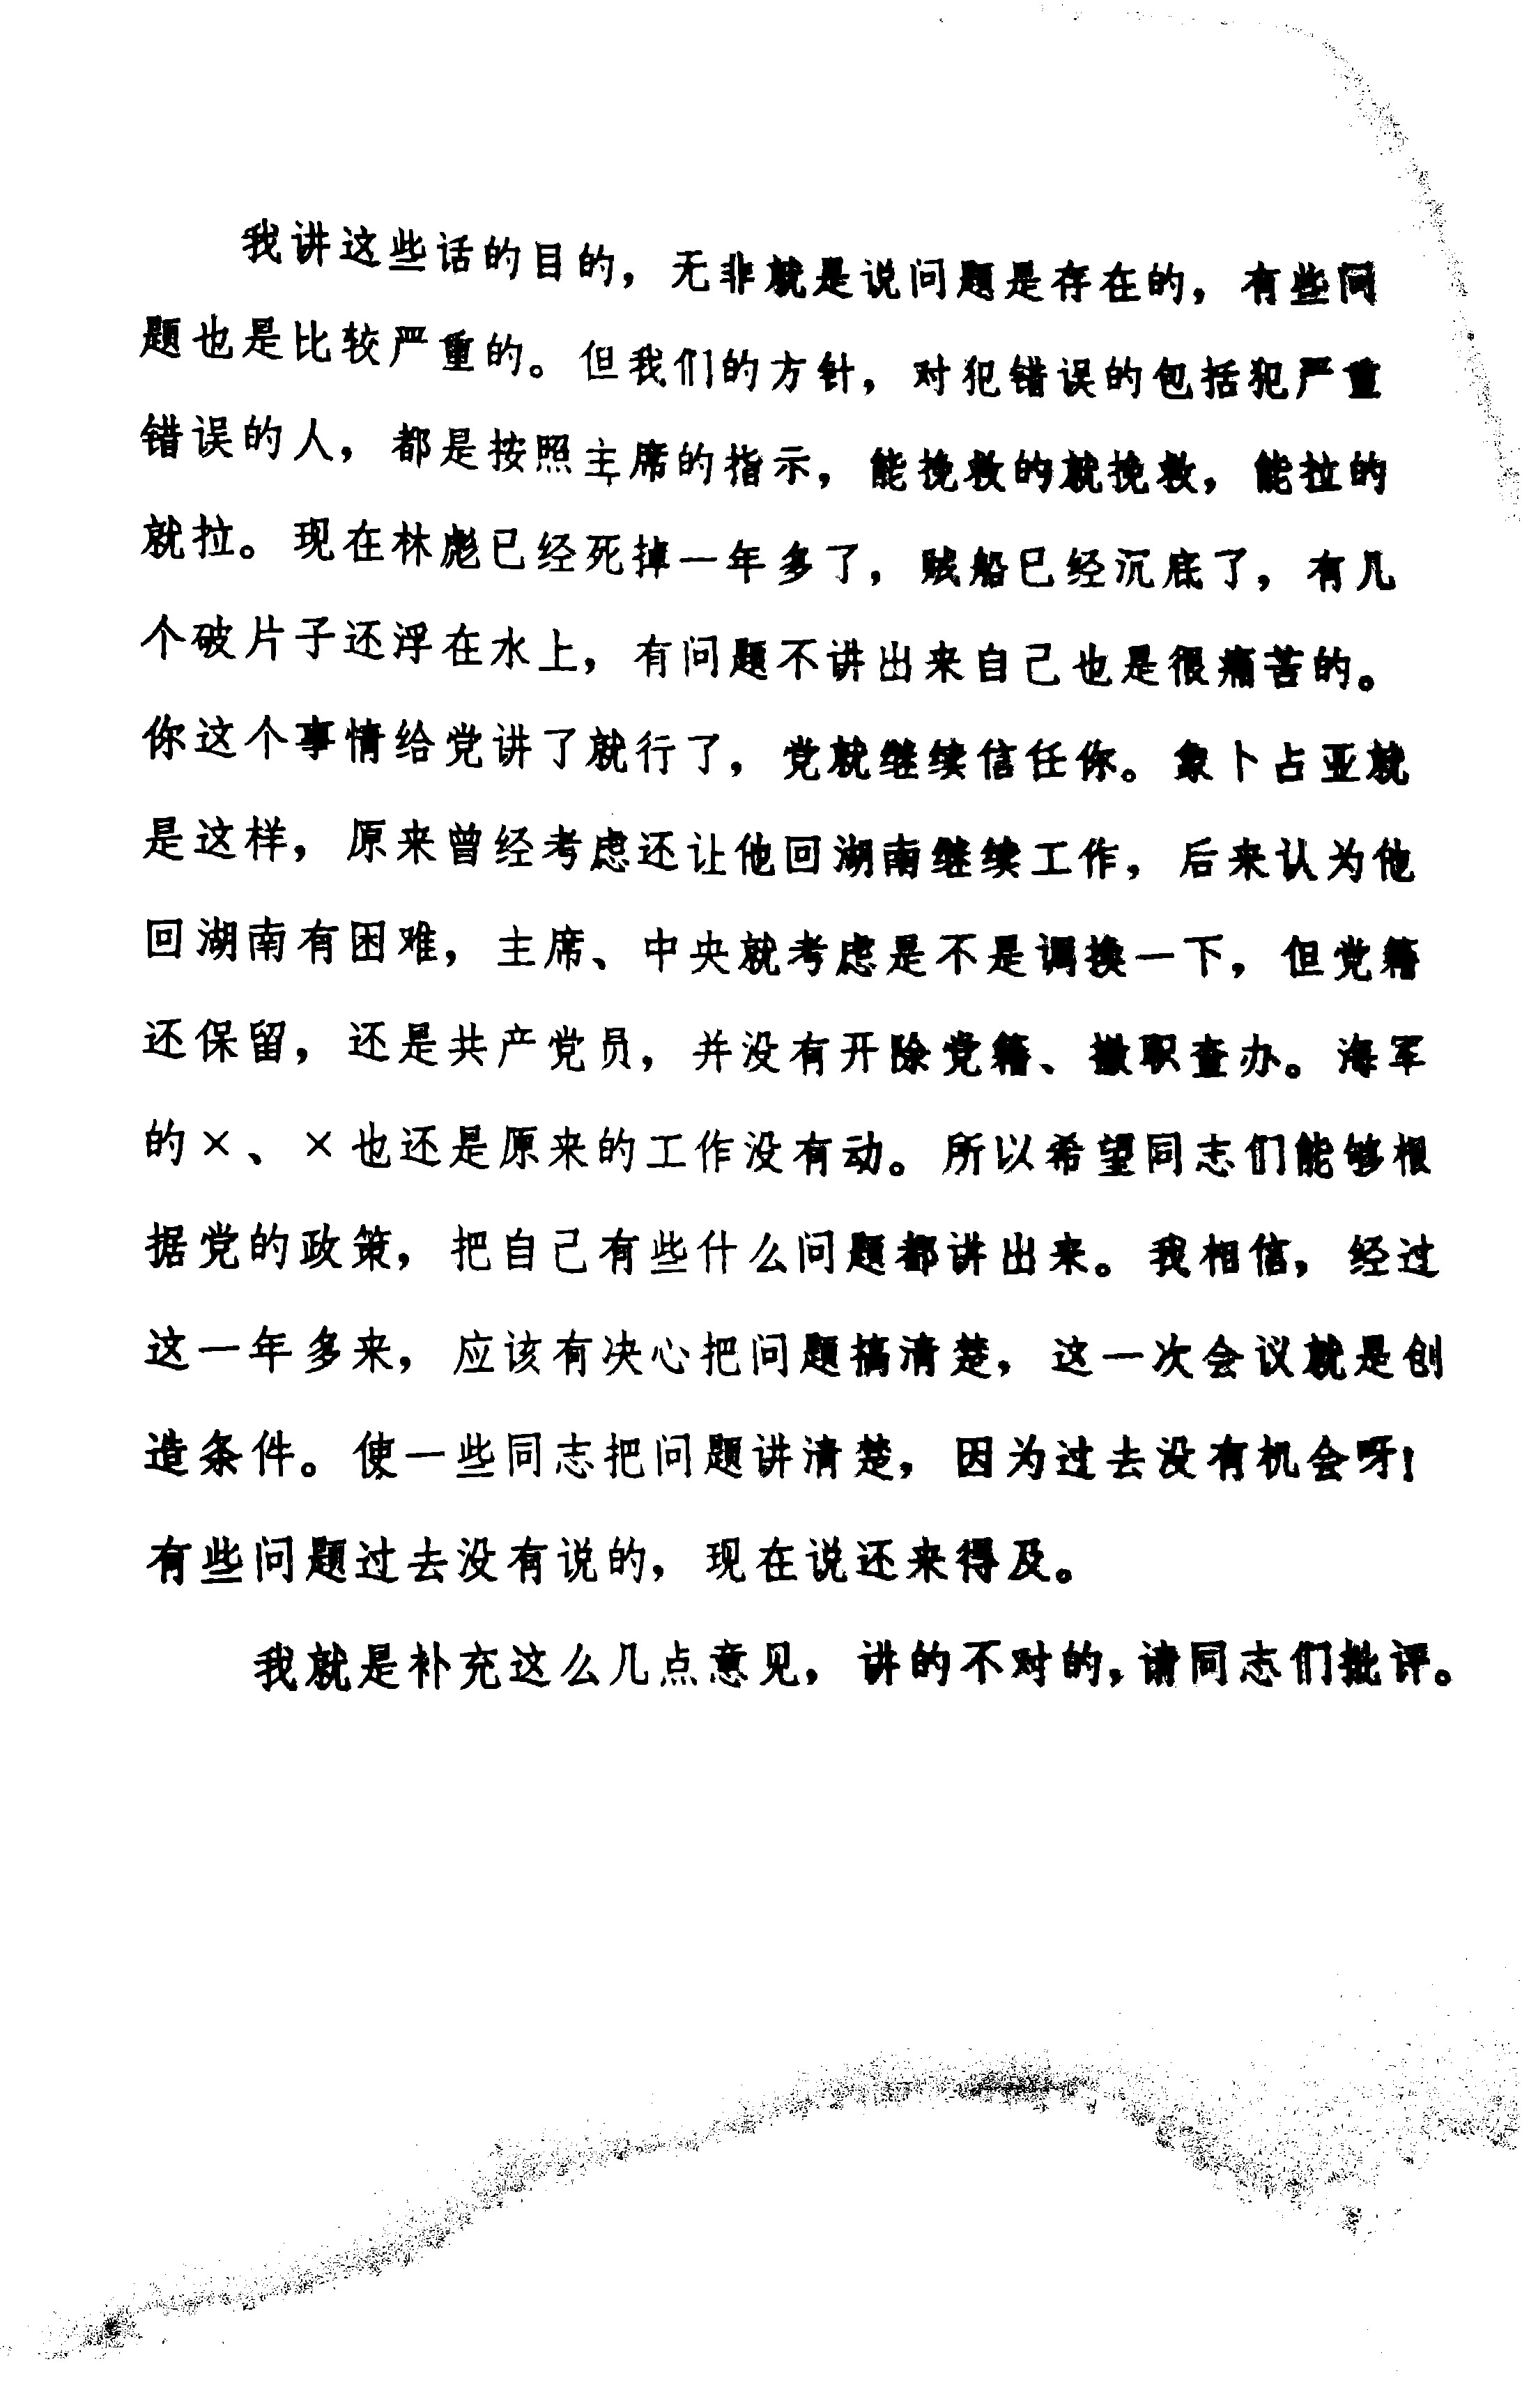 我讲这些话的目的，无非就是说问题是存在的，有些问
题也是比较严重的。但我们的方针，对犯错误的包括犯严重
错误的人，都是按照主席的指示，能挽救的就挽救，能拉的
就拉。现在林彪已经死掉一年多了，贼船已经沉底了，有几
个破片子还浮在水上，有问题不讲出来自己也是很痛苦的。
你这个事情给党讲了就行了，党就继续信任你。象卜占亚就
是这样，原来曾经考虑还让他回湖南继续工作，后来认为他
回湖南有困难，主席、中央就考虑是不是调换一下，但党籍
还保留，还是共产党员，并没有开除党籍、撤职查办。海军
的×、×也还是原来的工作没有动。所以希望同志们能够根
据党的政策，把自己有些什么问题都讲出来。我相信，经过
这一年多来，应该有决心把问题搞清楚，这一次会议就是创
造条件。使一些同志把问题讲清楚，因为过去没有机会呀！
有些问题过去没有说的，现在说还来得及。
我就是补充这么几点意见，讲的不对的，请同志们批评。